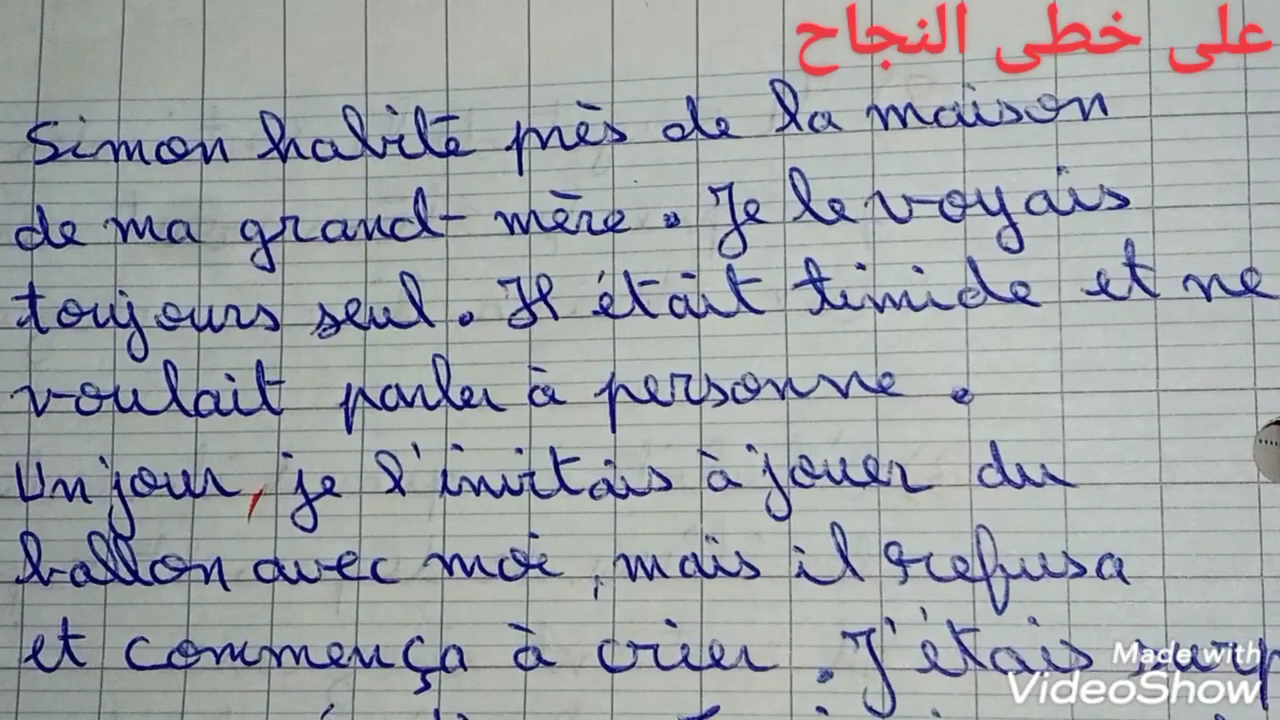 على خطى النجاح
Simon habite près de la maison
de ma grand-mère. Je le voyais
toujours seul. Il était timide et ne
voulait parler à personne.
Un jour, je l'invitais à jouer du
ballon avec moi, mais il refusa
et commença à crier. J'étais
Made with
VideoShow